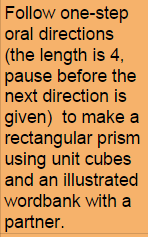 Follow one-step
oral directions
(the length is 4,
pause before the
next direction is
given)  to make a
rectangular prism
using unit cubes
and an illustrated
wordbank with a
partner.